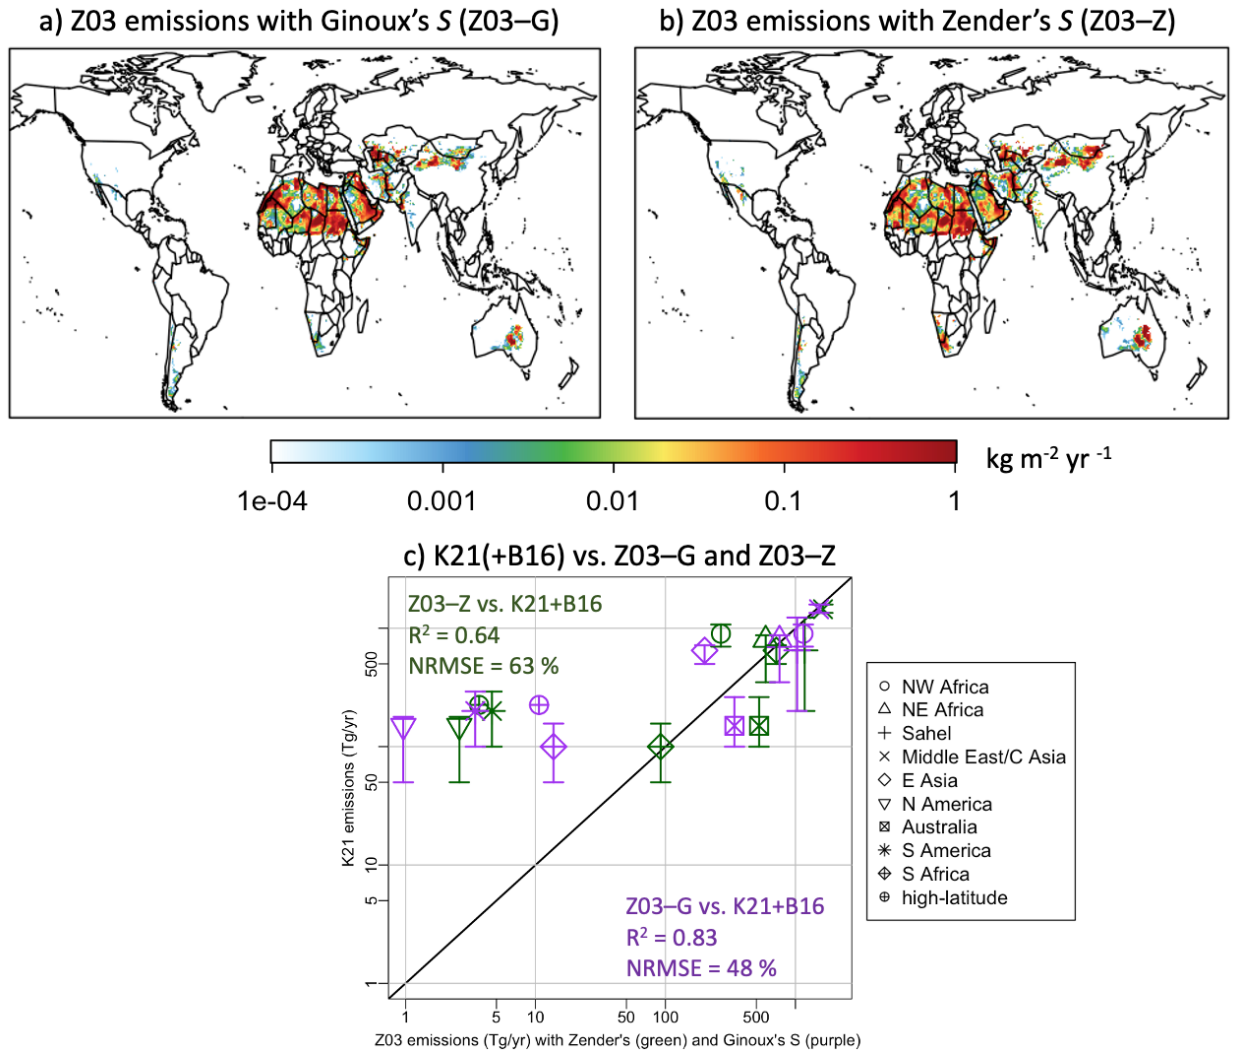 a) Z03 emissions with Ginoux's S (Z03–G)
b) Z03 emissions with Zender's S (Z03–Z)
1e-04 0.001 0.01 0.1 1
kg m-2 yr -1
c) K21(+B16) vs. Z03–G and Z03–Z
Z03–Z vs. K21+B16
R2 = 0.64
NRMSE = 63 %
Z03–G vs. K21+B16
R2 = 0.83
NRMSE = 48 %
K21 emissions (Tg/yr)
500
50
10
5
1
1 5 10 50 100 500
Z03 emissions (Tg/yr) with Zender's (green) and Ginoux's S (purple)
NW Africa
NE Africa
Sahel
Middle East/C Asia
E Asia
N America
Australia
S America
S Africa
high-latitude